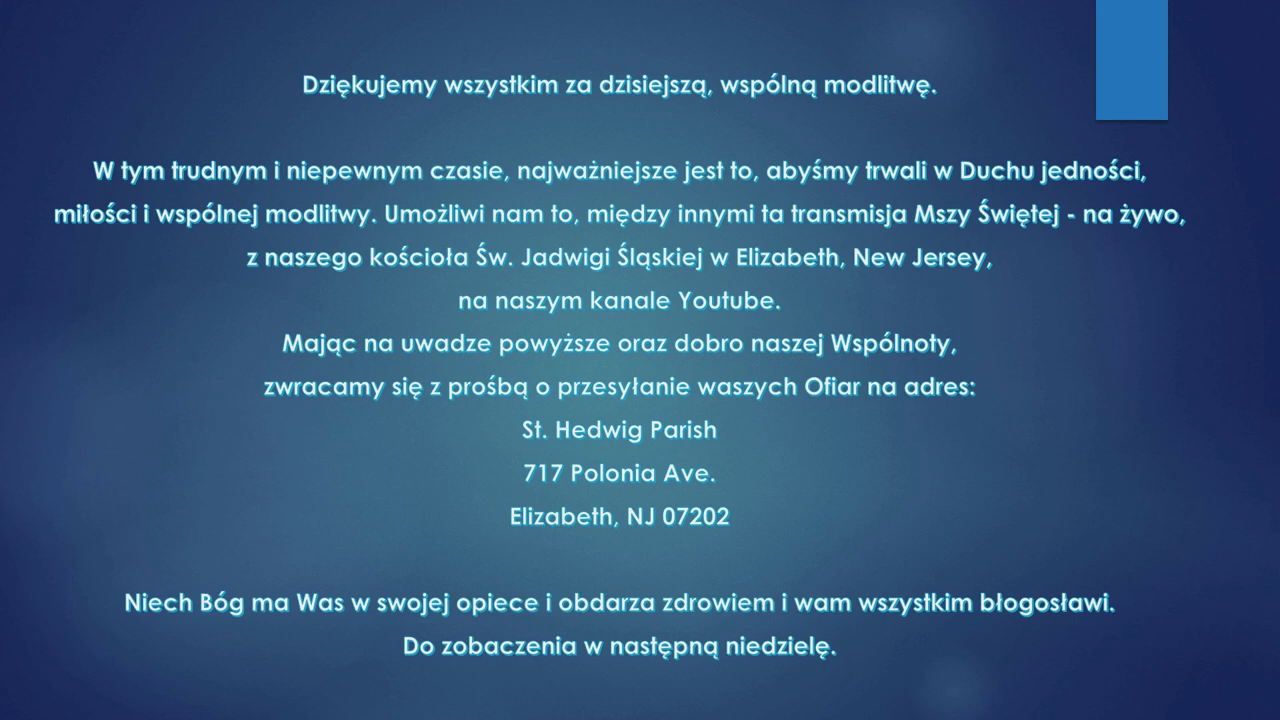 Dziękujemy wszystkim za dzisiejszą, wspólną modlitwę.
W tym trudnym i niepewnym czasie, najważniejsze jest to, abyśmy trwali w Duchu jedności,
miłości i wspólnej modlitwy. Umożliwi nam to, między innymi ta transmisja Mszy Świętej - na żywo,
z naszego kościoła Św. Jadwigi Śląskiej w Elizabeth, New Jersey,
na naszym kanale Youtube.
Mając na uwadze powyższe oraz dobro naszej Wspólnoty,
zwracamy się z prośbą o przesyłanie waszych Ofiar na adres:
St. Hedwig Parish
717 Polonia Ave.
Elizabeth, NJ 07202
Niech Bóg ma Was w swojej opiece i obdarza zdrowiem i wam wszystkim błogosławi.
Do zobaczenia w następną niedzielę.